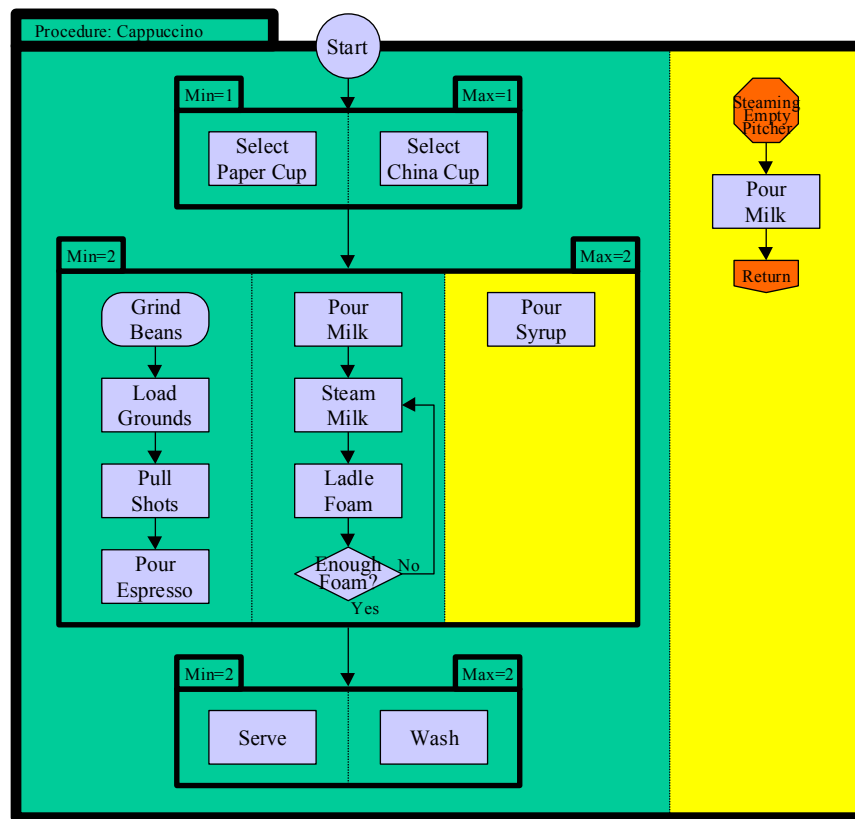 Procedure: Cappuccino
Start
Min=1
Max=1
Select
Paper Cup
Select
China Cup
Min=2
Max=2
Grind
Beans
Load
Grounds
Pull
Shots
Pour
Espresso
Pour
Milk
Steam
Milk
Ladle
Foam
Enough
Foam?
No
Yes
Pour
Syrup
Min=2
Max=2
Serve
Wash
Steaming
Empty
Pitcher
Pour
Milk
Return